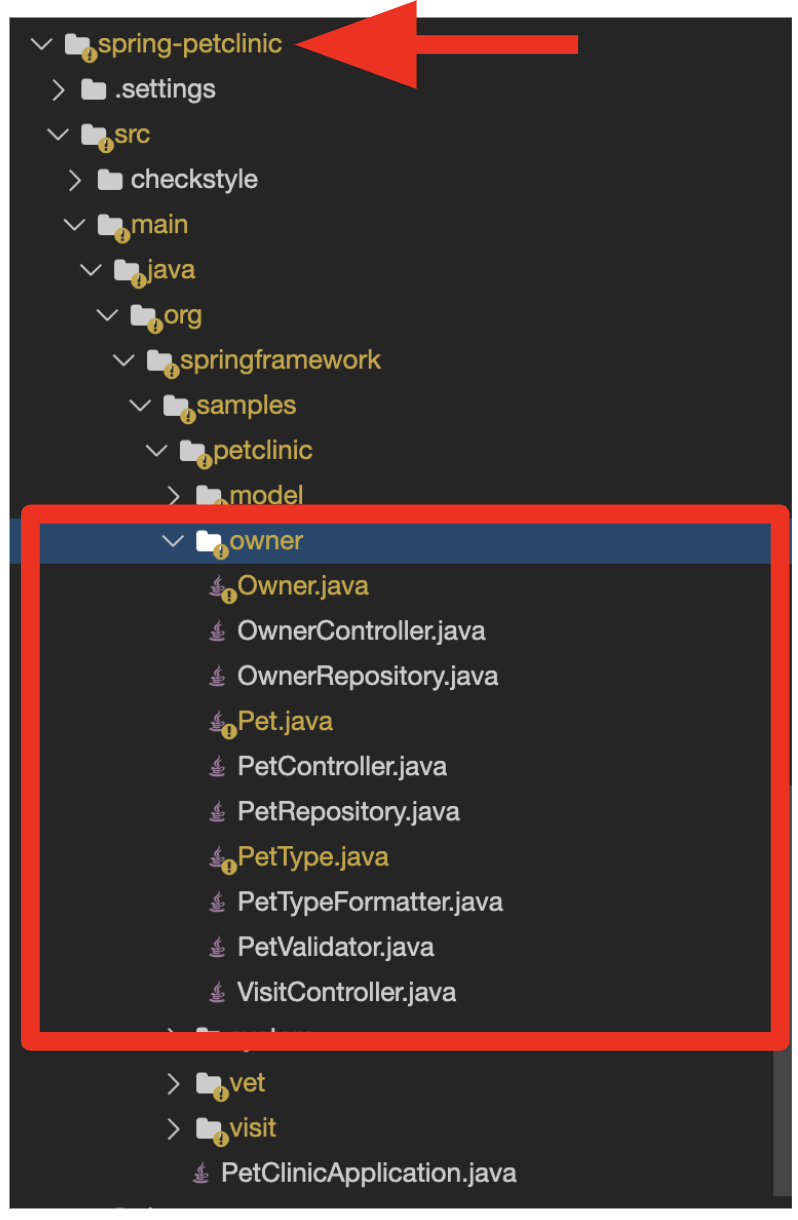 spring-petclinic
.settings
src
checkstyle
main
java
org
springframework
samples
petclinic
model
owner
Owner.java
OwnerController.java
OwnerRepository.java
Pet.java
PetController.java
PetRepository.java
PetType.java
PetTypeFormatter.java
PetValidator.java
VisitController.java
vet
visit
PetClinicApplication.java